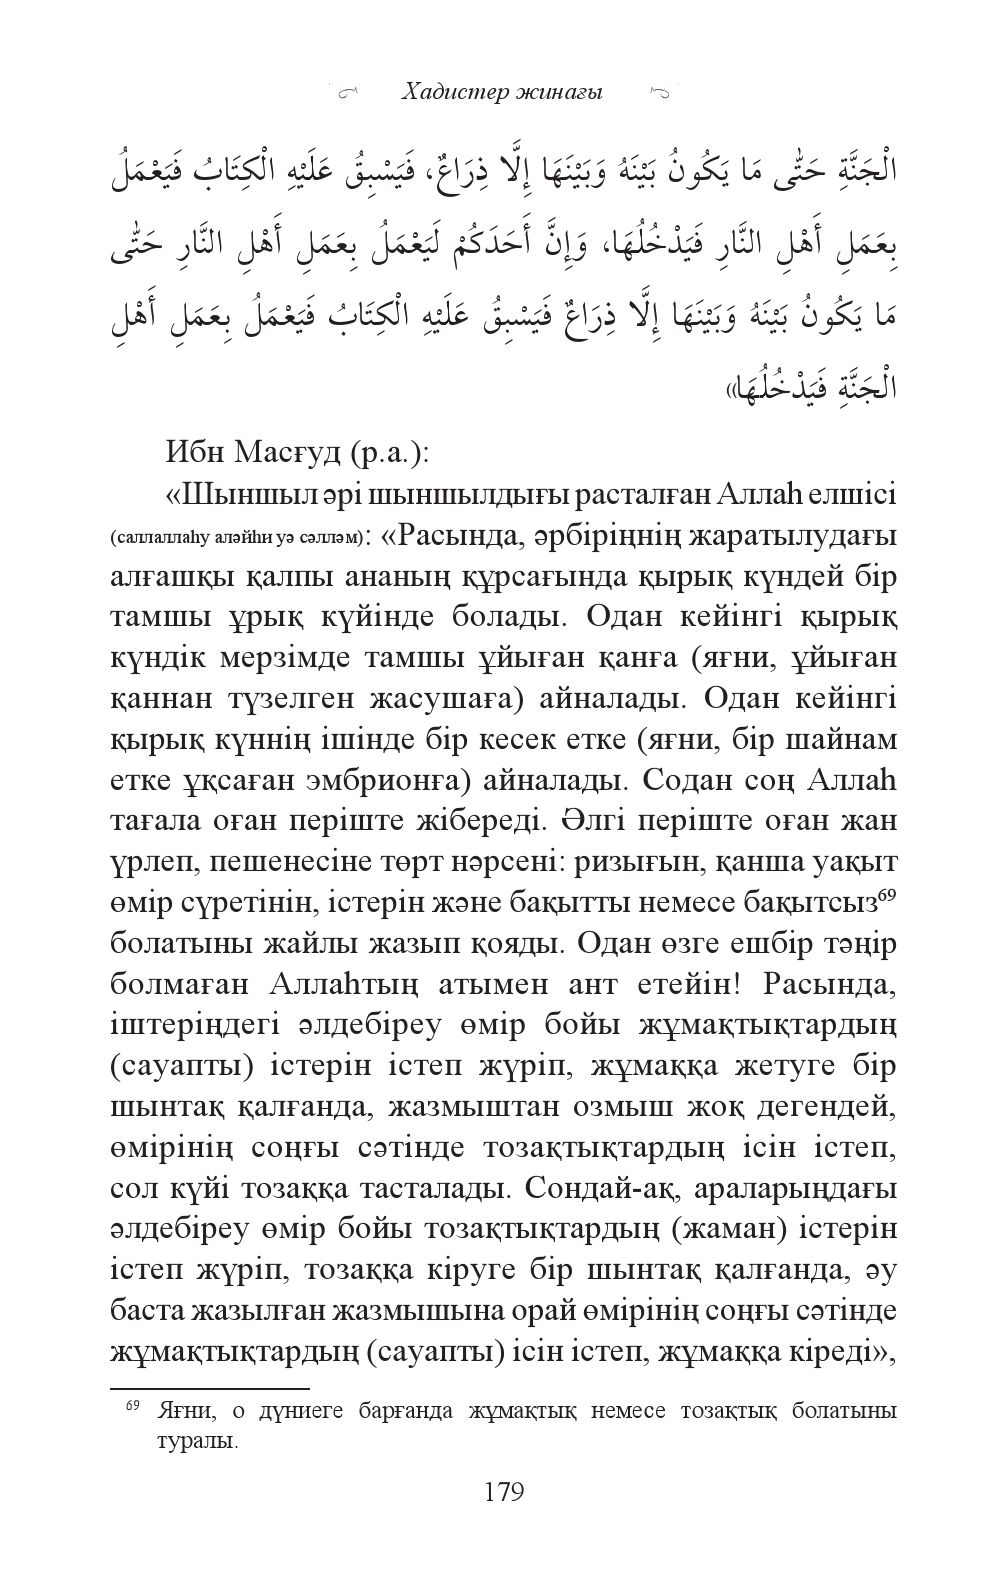 Хадистер жинағы
الْجَنَّةِ حَتَّى مَا يَكُونُ بَيْنَهُ وَبَيْنَهَا إِلَّا ذِرَاعٌ، فَيَسْبِقُ عَلَيْهِ الْكِتَابُ فَيَعْمَلُ
بِعَمَلِ أَهْلِ النَّارِ فَيَدْخُلُهَا، وَإِنَّ أَحَدَكُمْ لَيَعْمَلُ بِعَمَلِ أَهْلِ النَّارِ حَتَّى
مَا يَكُونُ بَيْنَهُ وَبَيْنَهَا إِلَّا ذِرَاعٌ فَيَسْبِقُ عَلَيْهِ الْكِتَابُ فَيَعْمَلُ بِعَمَلِ أَهْلِ
الْجَنَّةِ فَيَدْخُلُهَا»
Ибн Масғуд (р.а.):
«Шыншыл әрі шыншылдығы расталған Аллаһ елшісі
(саллаллаһу аләйһи уә сәлләм): «Расында, әрбіріңнің жаратылудағы
алғашқы қалпы ананың құрсағында қырық күндей бір
тамшы ұрық күйінде болады. Одан кейінгі қырық
күндік мерзімде тамшы ұйыған қанға (яғни, ұйыған
қаннан түзелген жасушаға) айналады. Одан кейінгі
қырық күннің ішінде бір кесек етке (яғни, бір шайнам
етке ұқсаған эмбрионға) айналады. Содан соң Аллаһ
тағала оған періште жібереді. Әлгі періште оған жан
үрлеп, пешенесіне төрт нәрсені: ризығын, қанша уақыт
өмір сүретінін, істерін және бақытты немесе бақытсыз⁶⁹
болатыны жайлы жазып қояды. Одан өзге ешбір тәңір
болмаған Аллаһтың атымен ант етейін! Расында,
іштеріңдегі әлдебіреу өмір бойы жұмақтықтардың
(сауапты) істерін істеп жүріп, жұмаққа жетуге бір
шынтақ қалғанда, жазмыштан озмыш жоқ дегендей,
өмірінің соңғы сәтінде тозақтықтардың ісін істеп,
сол күйі тозаққа тасталады. Сондай-ақ, араларыңдағы
әлдебіреу өмір бойы тозақтықтардың (жаман) істерін
істеп жүріп, тозаққа кіруге бір шынтақ қалғанда, әу
баста жазылған жазмышына орай өмірінің соңғы сәтінде
жұмақтықтардың (сауапты) ісін істеп, жұмаққа кіреді»,
⁶⁹ Яғни, о дүниеге барғанда жұмақтық немесе тозақтық болатыны
туралы.
179